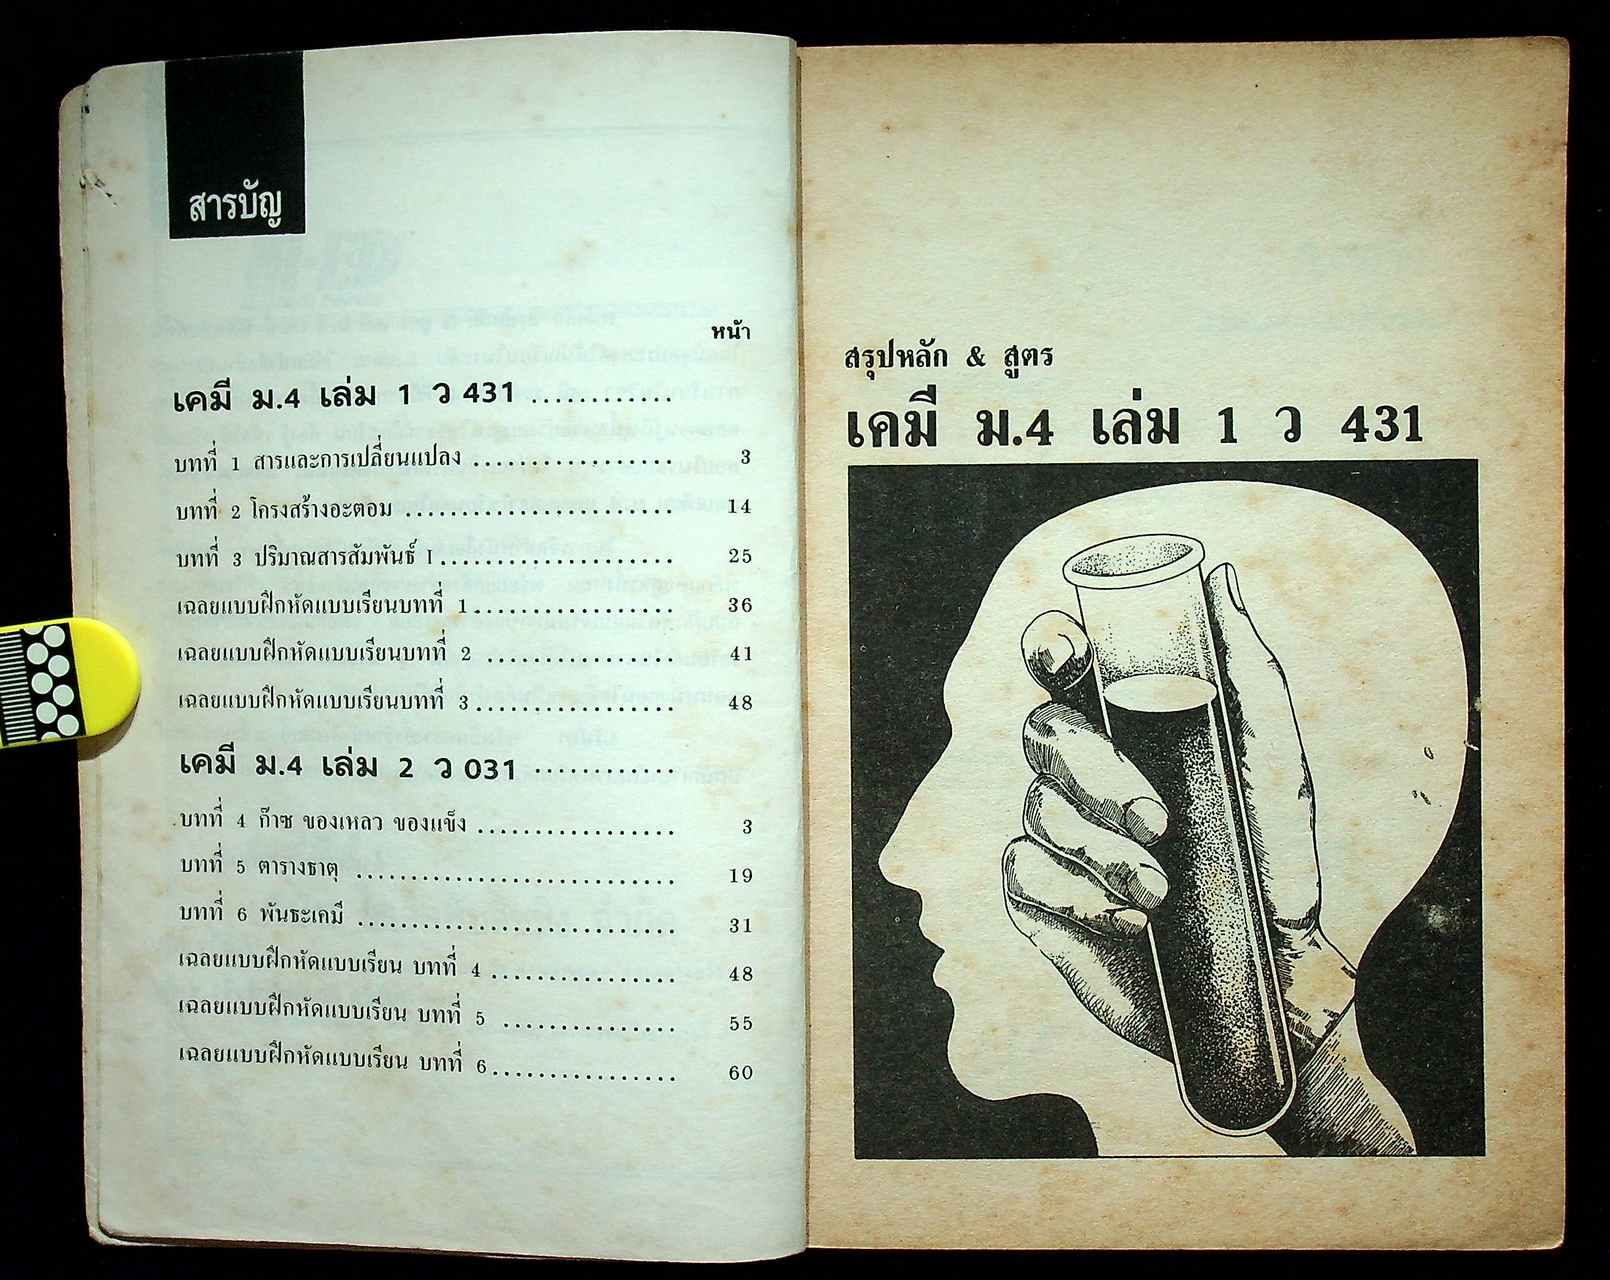 สารบัญ
หน้า
เคมี ม.4 เล่ม 1 ว 431 .............
บทที่ 1 สารและการเปลี่ยนแปลง .................. 3
บทที่ 2 โครงสร้างอะตอม ....................... 14
บทที่ 3 ปริมาณสารสัมพันธ์ I ..................... 25
เฉลยแบบฝึกหัดแบบเรียนบทที่ 1 .................. 36
เฉลยแบบฝึกหัดแบบเรียนบทที่ 2 ................. 41
เฉลยแบบฝึกหัดแบบเรียนบทที่ 3 .................. 48
เคมี ม.4 เล่ม 2 ว 031 .............
บทที่ 4 ก๊าซ ของเหลว ของแข็ง .................. 3
บทที่ 5 ตารางธาตุ ............................ 19
บทที่ 6 พันธะเคมี ............................ 31
เฉลยแบบฝึกหัดแบบเรียน บทที่ 4 ................. 48
เฉลยแบบฝึกหัดแบบเรียน บทที่ 5 ................ 55
เฉลยแบบฝึกหัดแบบเรียน บทที่ 6 ................. 60
สรุปหลัก & สูตร
เคมี ม.4 เล่ม 1 ว 431